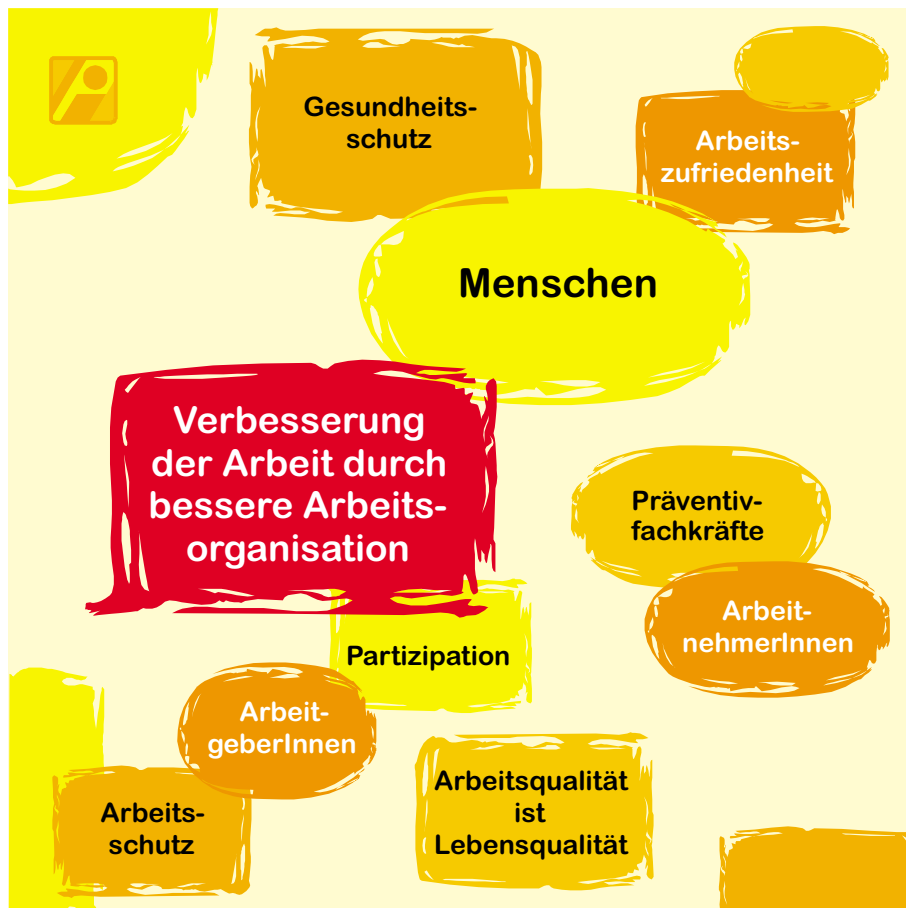 Gesundheits-
schutz
Arbeits-
zufriedenheit
Menschen
Verbesserung
der Arbeit durch
bessere Arbeits-
organisation
Präventiv-
fachkräfte
Arbeit-
nehmerInnen
Partizipation
Arbeit-
geberInnen
Arbeitsqualität
ist
Lebensqualität
Arbeits-
schutz